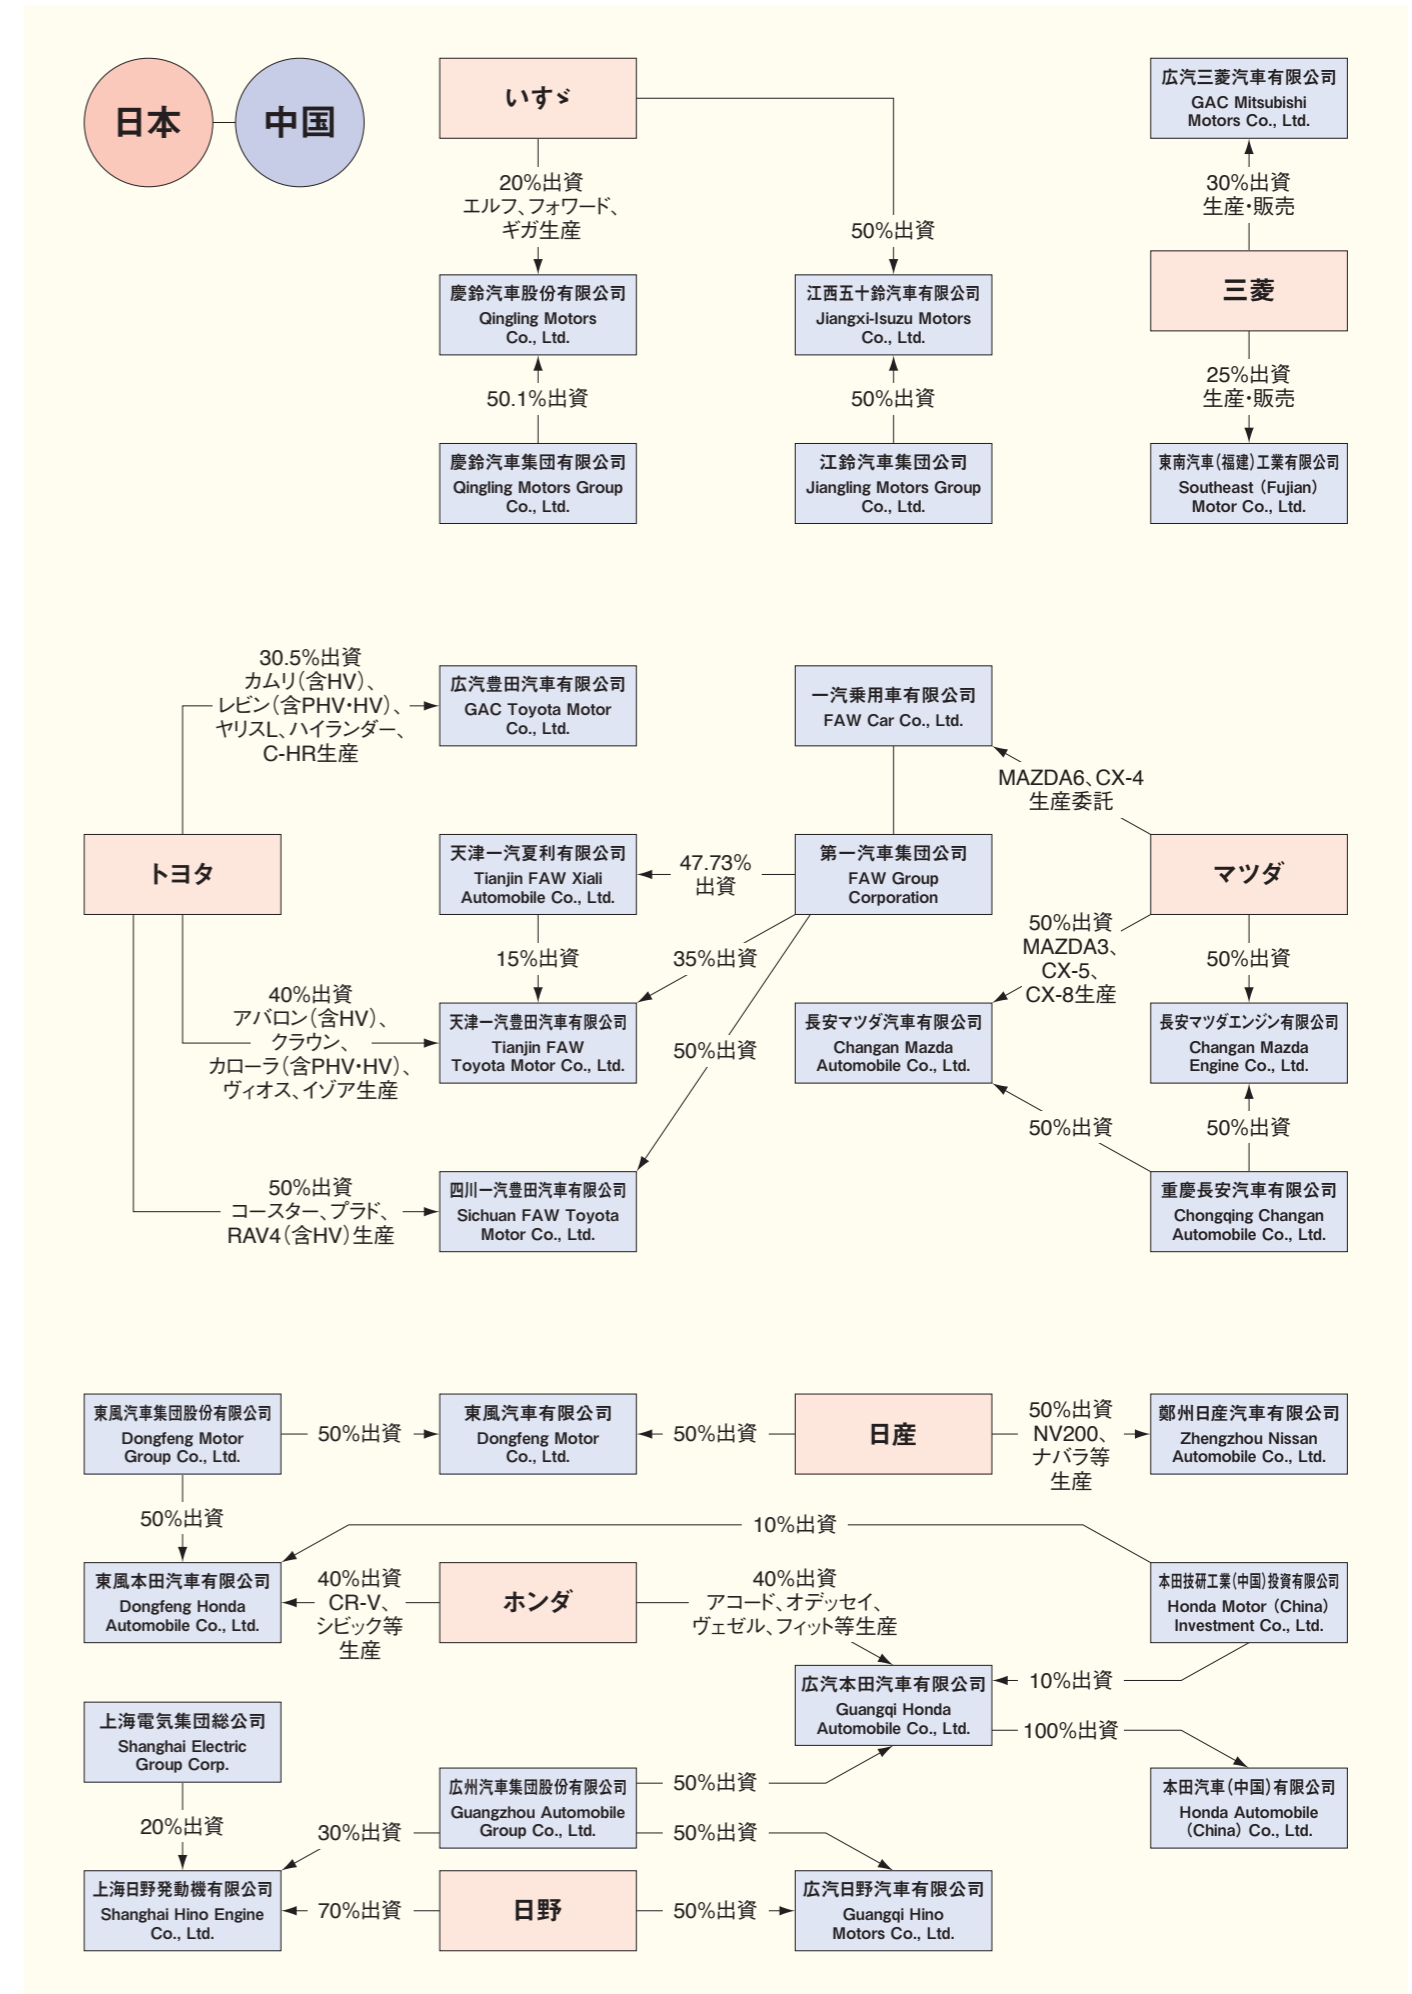 日本
中国
いすゞ
20%出資
エルフ、フォワード、
ギガ生産
50%出資
慶鈴汽車股份有限公司
Qingling Motors
Co., Ltd.
江西五十鈴汽車有限公司
Jiangxi-Isuzu Motors
Co., Ltd.
50.1%出資
50%出資
慶鈴汽車集団有限公司
Qingling Motors Group
Co., Ltd.
江鈴汽車集団公司
Jiangling Motors Group
Co., Ltd.
広汽三菱汽車有限公司
GAC Mitsubishi
Motors Co., Ltd.
30%出資
生産・販売
三菱
25%出資
生産・販売
東南汽車（福建）工業有限公司
Southeast（Fujian）
Motor Co., Ltd.
30.5%出資
カムリ（含HV）、
レビン（含PHV・HV）、
ヤリスL、ハイランダー、
C-HR生産
広汽豊田汽車有限公司
GAC Toyota Motor
Co., Ltd.
一汽乗用車有限公司
FAW Car Co., Ltd.
MAZDA6、CX-4
生産委託
トヨタ
天津一汽夏利有限公司
Tianjin FAW Xiali
Automobile Co., Ltd.
47.73%
出資
第一汽車集団公司
FAW Group
Corporation
マツダ
15%出資
35%出資
50%出資
MAZDA3、
CX-5、
CX-8生産
50%出資
40%出資
アバロン（含HV）、
クラウン、
カローラ（含PHV・HV）、
ヴィオス、イゾア生産
天津一汽豊田汽車有限公司
Tianjin FAW
Toyota Motor Co., Ltd.
50%出資
長安マツダ汽車有限公司
Changan Mazda
Automobile Co., Ltd.
長安マツダエンジン有限公司
Changan Mazda
Engine Co., Ltd.
50%出資
50%出資
50%出資
コースター、プラド、
RAV4（含HV）生産
四川一汽豊田汽車有限公司
Sichuan FAW Toyota
Motor Co., Ltd.
重慶長安汽車有限公司
Chongqing Changan
Automobile Co., Ltd.
東風汽車集団股份有限公司
Dongfeng Motor
Group Co., Ltd.
50%出資
東風汽車有限公司
Dongfeng Motor
Co., Ltd.
50%出資
日産
50%出資
NV200、
ナバラ等
生産
鄭州日産汽車有限公司
Zhengzhou Nissan
Automobile Co., Ltd.
50%出資
10%出資
東風本田汽車有限公司
Dongfeng Honda
Automobile Co., Ltd.
40%出資
CR-V、
シビック等
生産
ホンダ
40%出資
アコード、オデッセイ、
ヴェゼル、フィット等生産
本田技研工業（中国）投資有限公司
Honda Motor（China）
Investment Co., Ltd.
広汽本田汽車有限公司
Guangqi Honda
Automobile Co., Ltd.
10%出資
100%出資
上海電気集団総公司
Shanghai Electric
Group Corp.
広州汽車集団股份有限公司
Guangzhou Automobile
Group Co., Ltd.
50%出資
本田汽車（中国）有限公司
Honda Automobile
（China）Co., Ltd.
20%出資
30%出資
50%出資
上海日野発動機有限公司
Shanghai Hino Engine
Co., Ltd.
70%出資
日野
50%出資
広汽日野汽車有限公司
Guangqi Hino
Motors Co., Ltd.